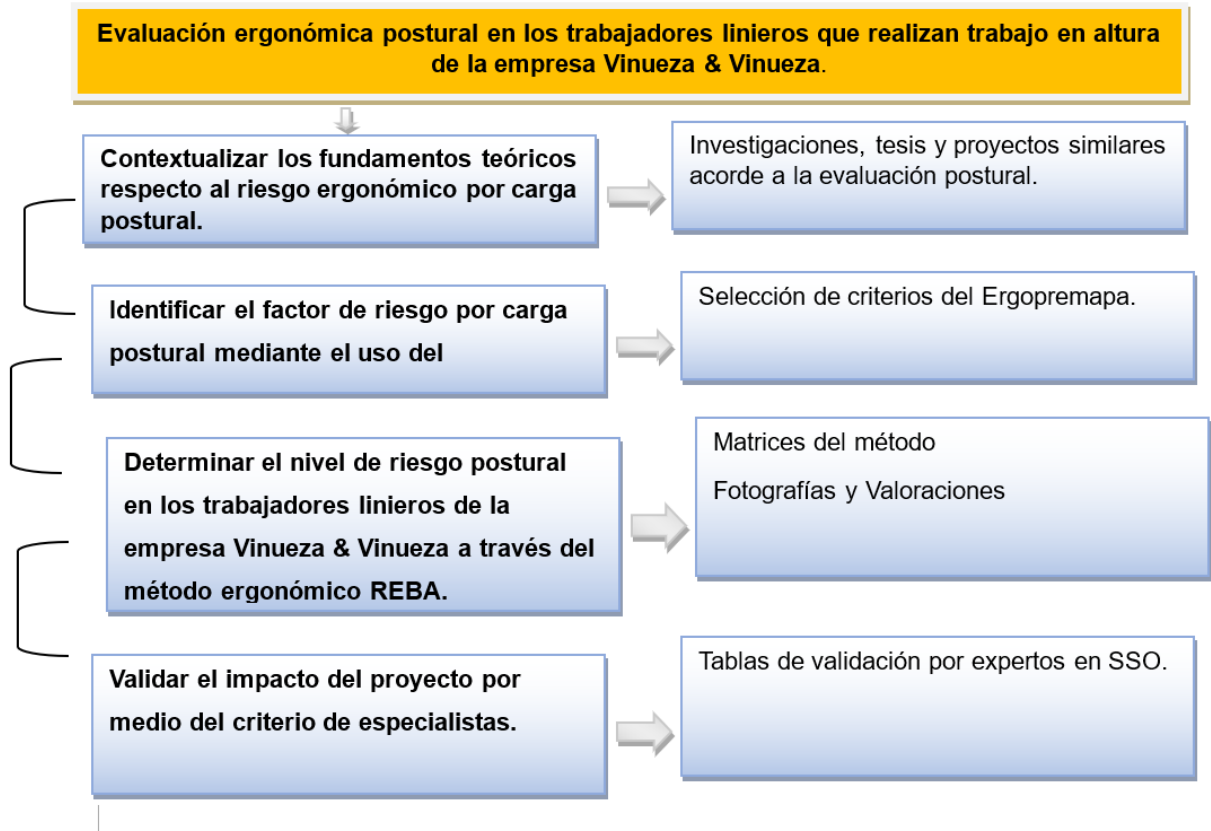 Evaluación ergonómica postural en los trabajadores linieros que realizan trabajo en altura
de la empresa Vinueza & Vinueza.
Contextualizar los fundamentos teóricos
respecto al riesgo ergonómico por carga
postural.
Investigaciones, tesis y proyectos similares
acorde a la evaluación postural.
Identificar el factor de riesgo por carga
postural mediante el uso del
Selección de criterios del Ergopremapa.
Determinar el nivel de riesgo postural
en los trabajadores linieros de la
empresa Vinueza & Vinueza a través del
método ergonómico REBA.
Matrices del método
Fotografías y Valoraciones
Validar el impacto del proyecto por
medio del criterio de especialistas.
Tablas de validación por expertos en SSO.